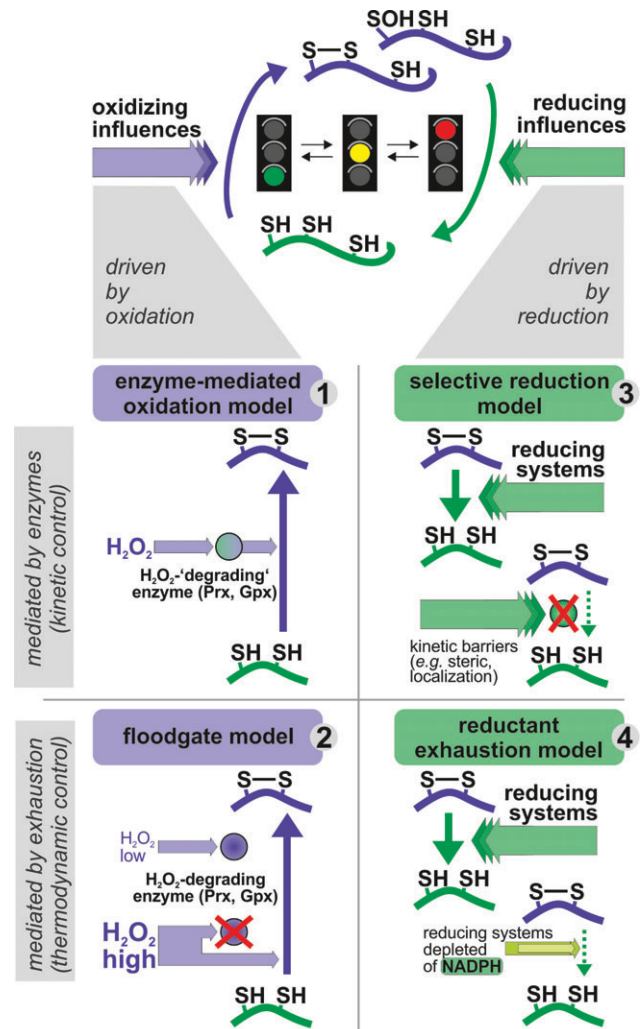 SOH SH
S—S
SH
SH
oxidizing
influences
reducing
influences
SH SH
SH
driven
by
oxidation
driven
by
reduction
mediated by enzymes
(kinetic control)
enzyme-mediated
oxidation model
1
S—S
H₂O₂
H₂O₂-‘degrading‘
enzyme (Prx, Gpx)
SH SH
selective reduction
model
3
S—S
reducing
systems
SH SH
S—S
kinetic barriers
(e.g. steric,
localization)
SH SH
mediated by exhaustion
(thermodynamic control)
floodgate model
2
S—S
H₂O₂
low
H₂O₂-degrading
enzyme (Prx, Gpx)
H₂O₂
high
SH SH
reductant
exhaustion model
4
S—S
reducing
systems
SH SH
S—S
reducing systems
depleted
of NADPH
SH SH